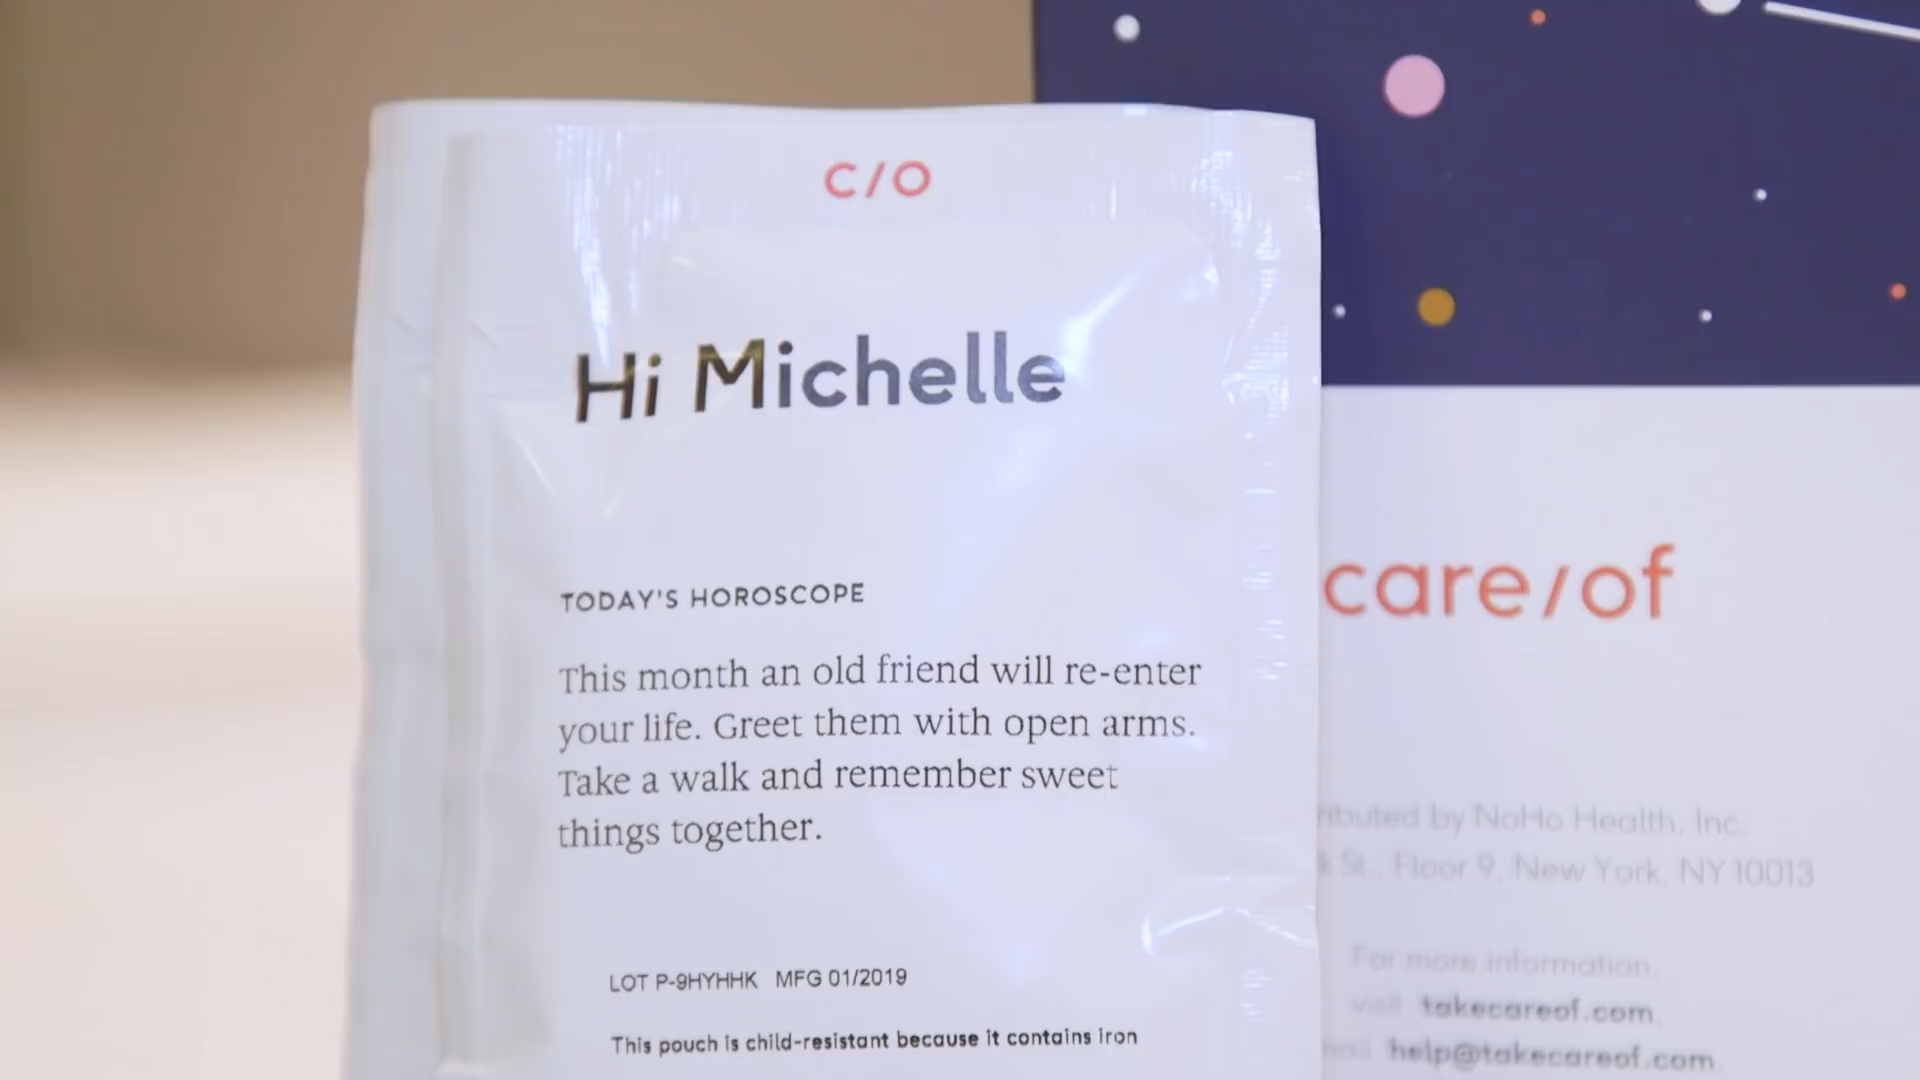 C/O
Hi Michelle
TODAY'S HOROSCOPE
This month an old friend will re-enter
your life. Greet them with open arms.
Take a walk and remember sweet
things together.
LOT P-9HYHHK MFG 01/2019
This pouch is child-resistant because it contains iron
care/of
by NoHo Health, Inc.
St., Floor 9, New York, NY 10013
For more information,
visit takecareof.com
help@takecareof.com